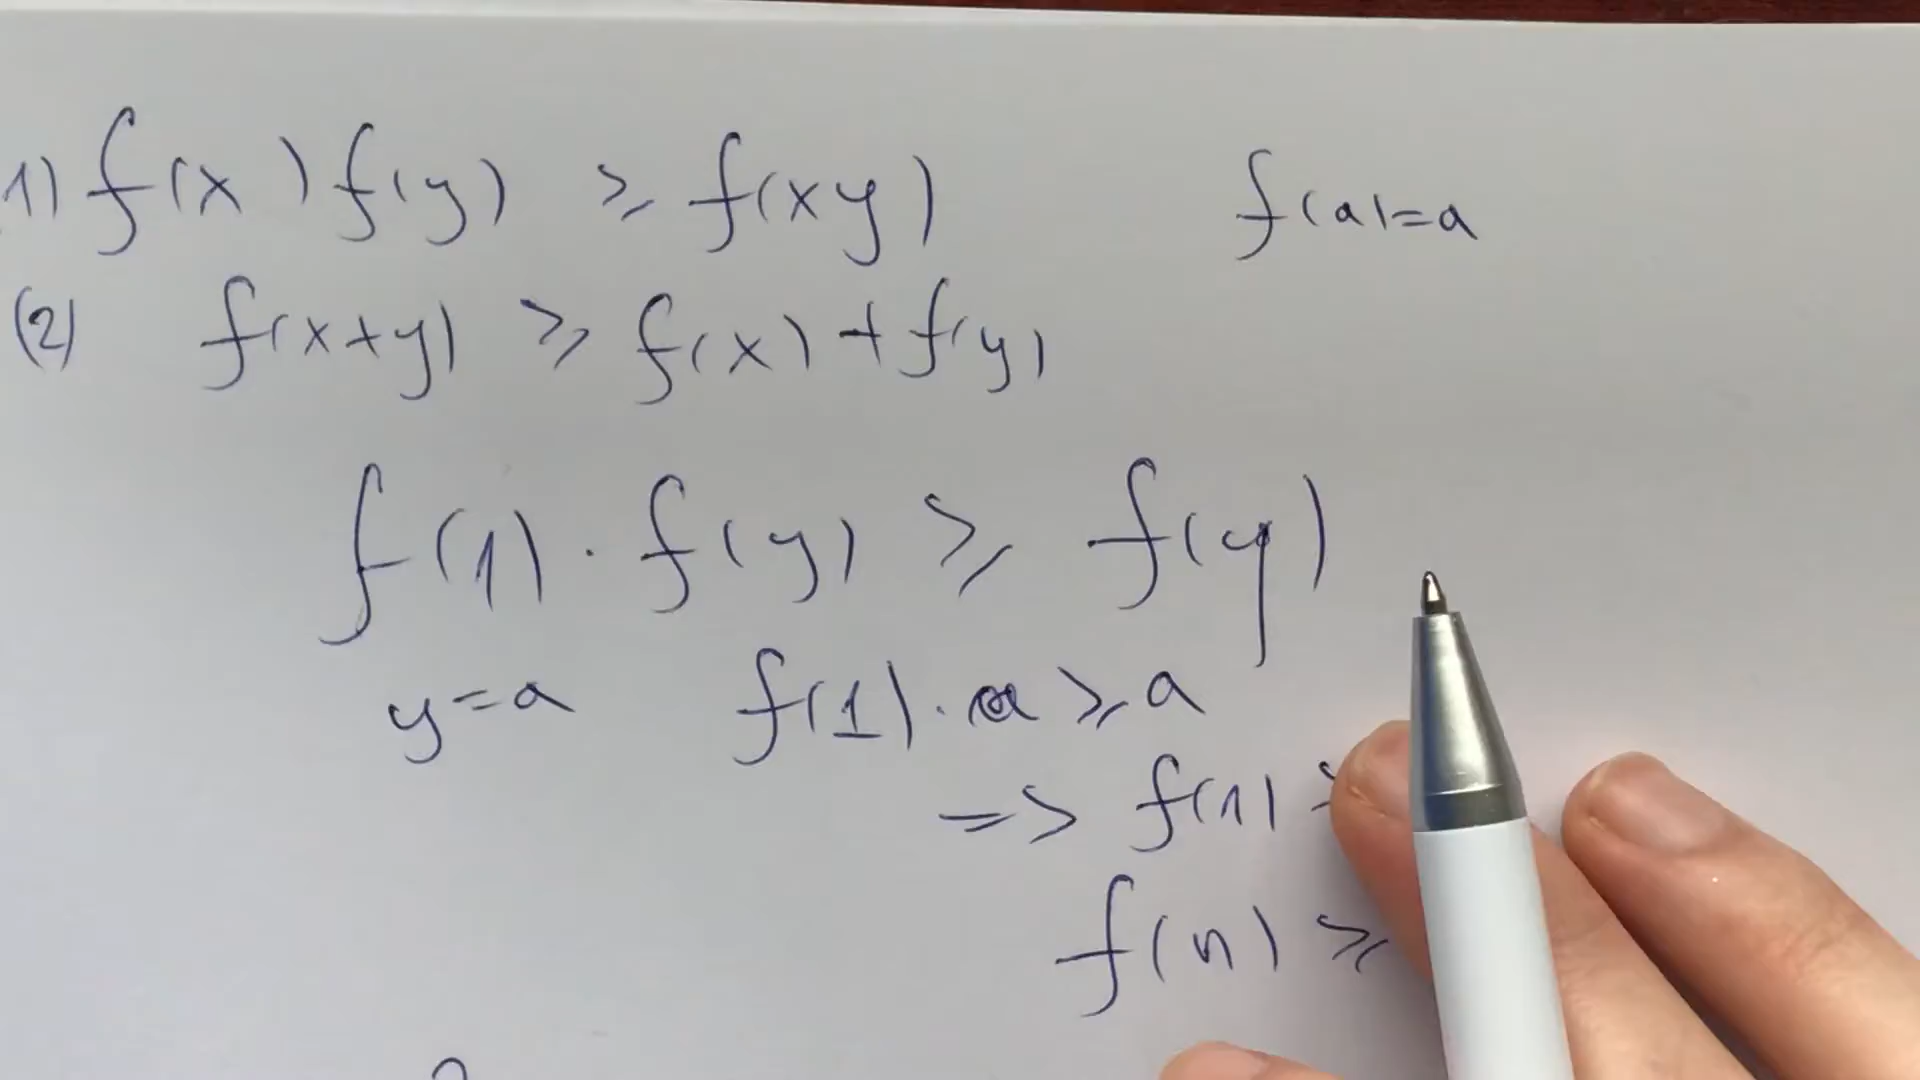 1) f(x) f(y) ≥ f(xy)
f(a)=a
(2) f(x+y) ≥ f(x)+f(y)
f(1) · f(y) ≥ f(y)
y=a f(1) · a ≥ a
=> f(1)
f(n) ≥